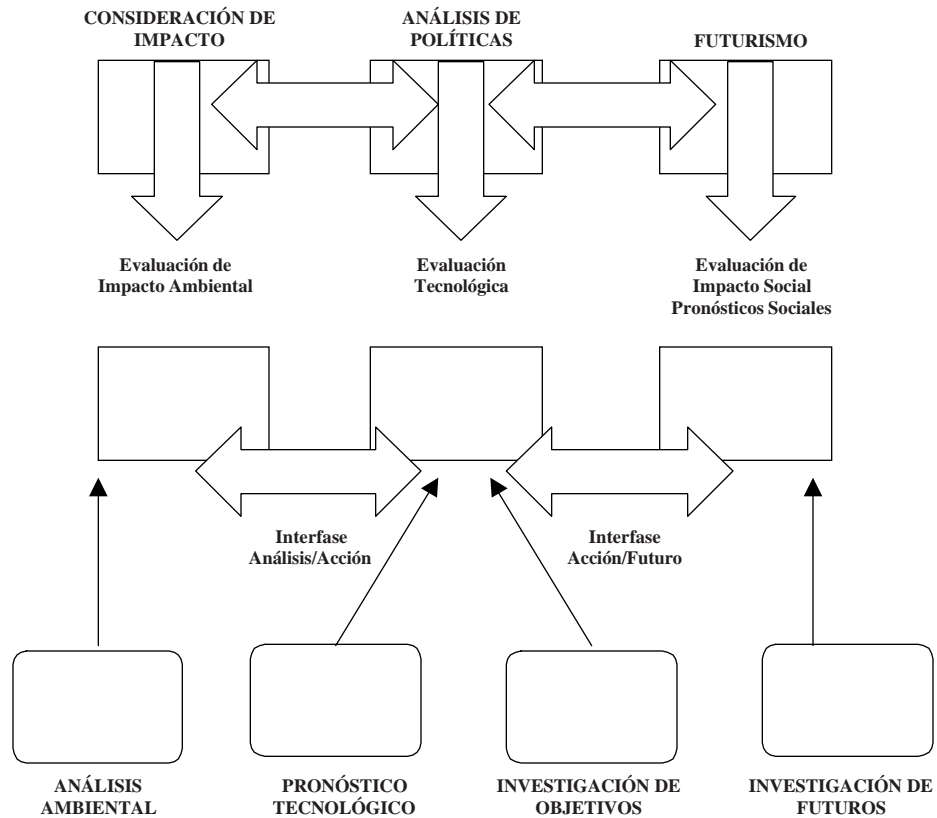 CONSIDERACIÓN DE
IMPACTO
ANÁLISIS DE
POLÍTICAS
FUTURISMO
Evaluación de
Impacto Ambiental
Evaluación
Tecnológica
Evaluación de
Impacto Social
Pronósticos Sociales
Interfase
Análisis/Acción
Interfase
Acción/Futuro
ANÁLISIS
AMBIENTAL
PRONÓSTICO
TECNOLÓGICO
INVESTIGACIÓN DE
OBJETIVOS
INVESTIGACIÓN DE
FUTUROS